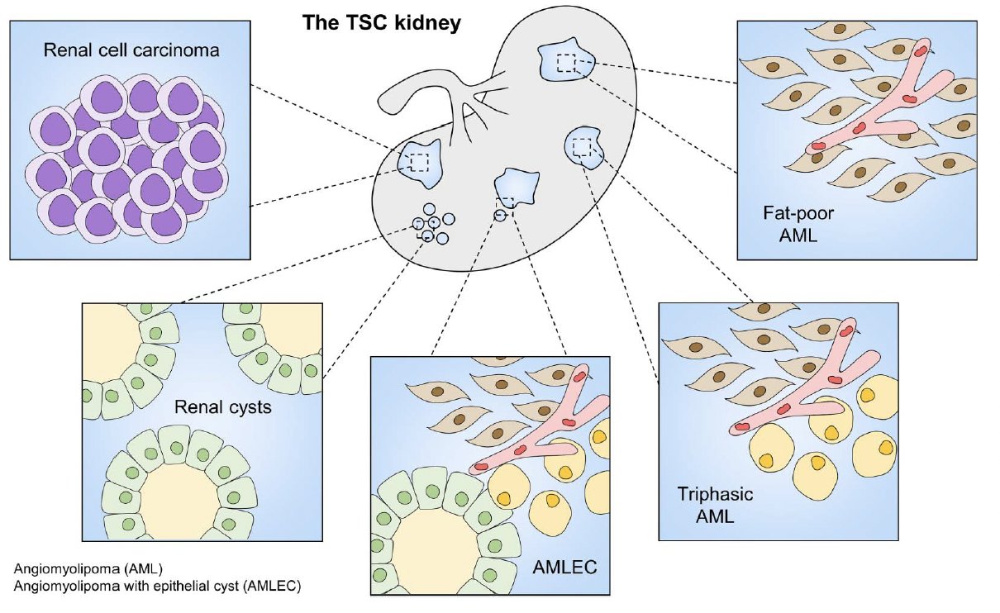 The TSC kidney
Renal cell carcinoma
Fat-poor
AML
Renal cysts
Triphasic
AML
AMLEC
Angiomyolipoma (AML)
Angiomyolipoma with epithelial cyst (AMLEC)